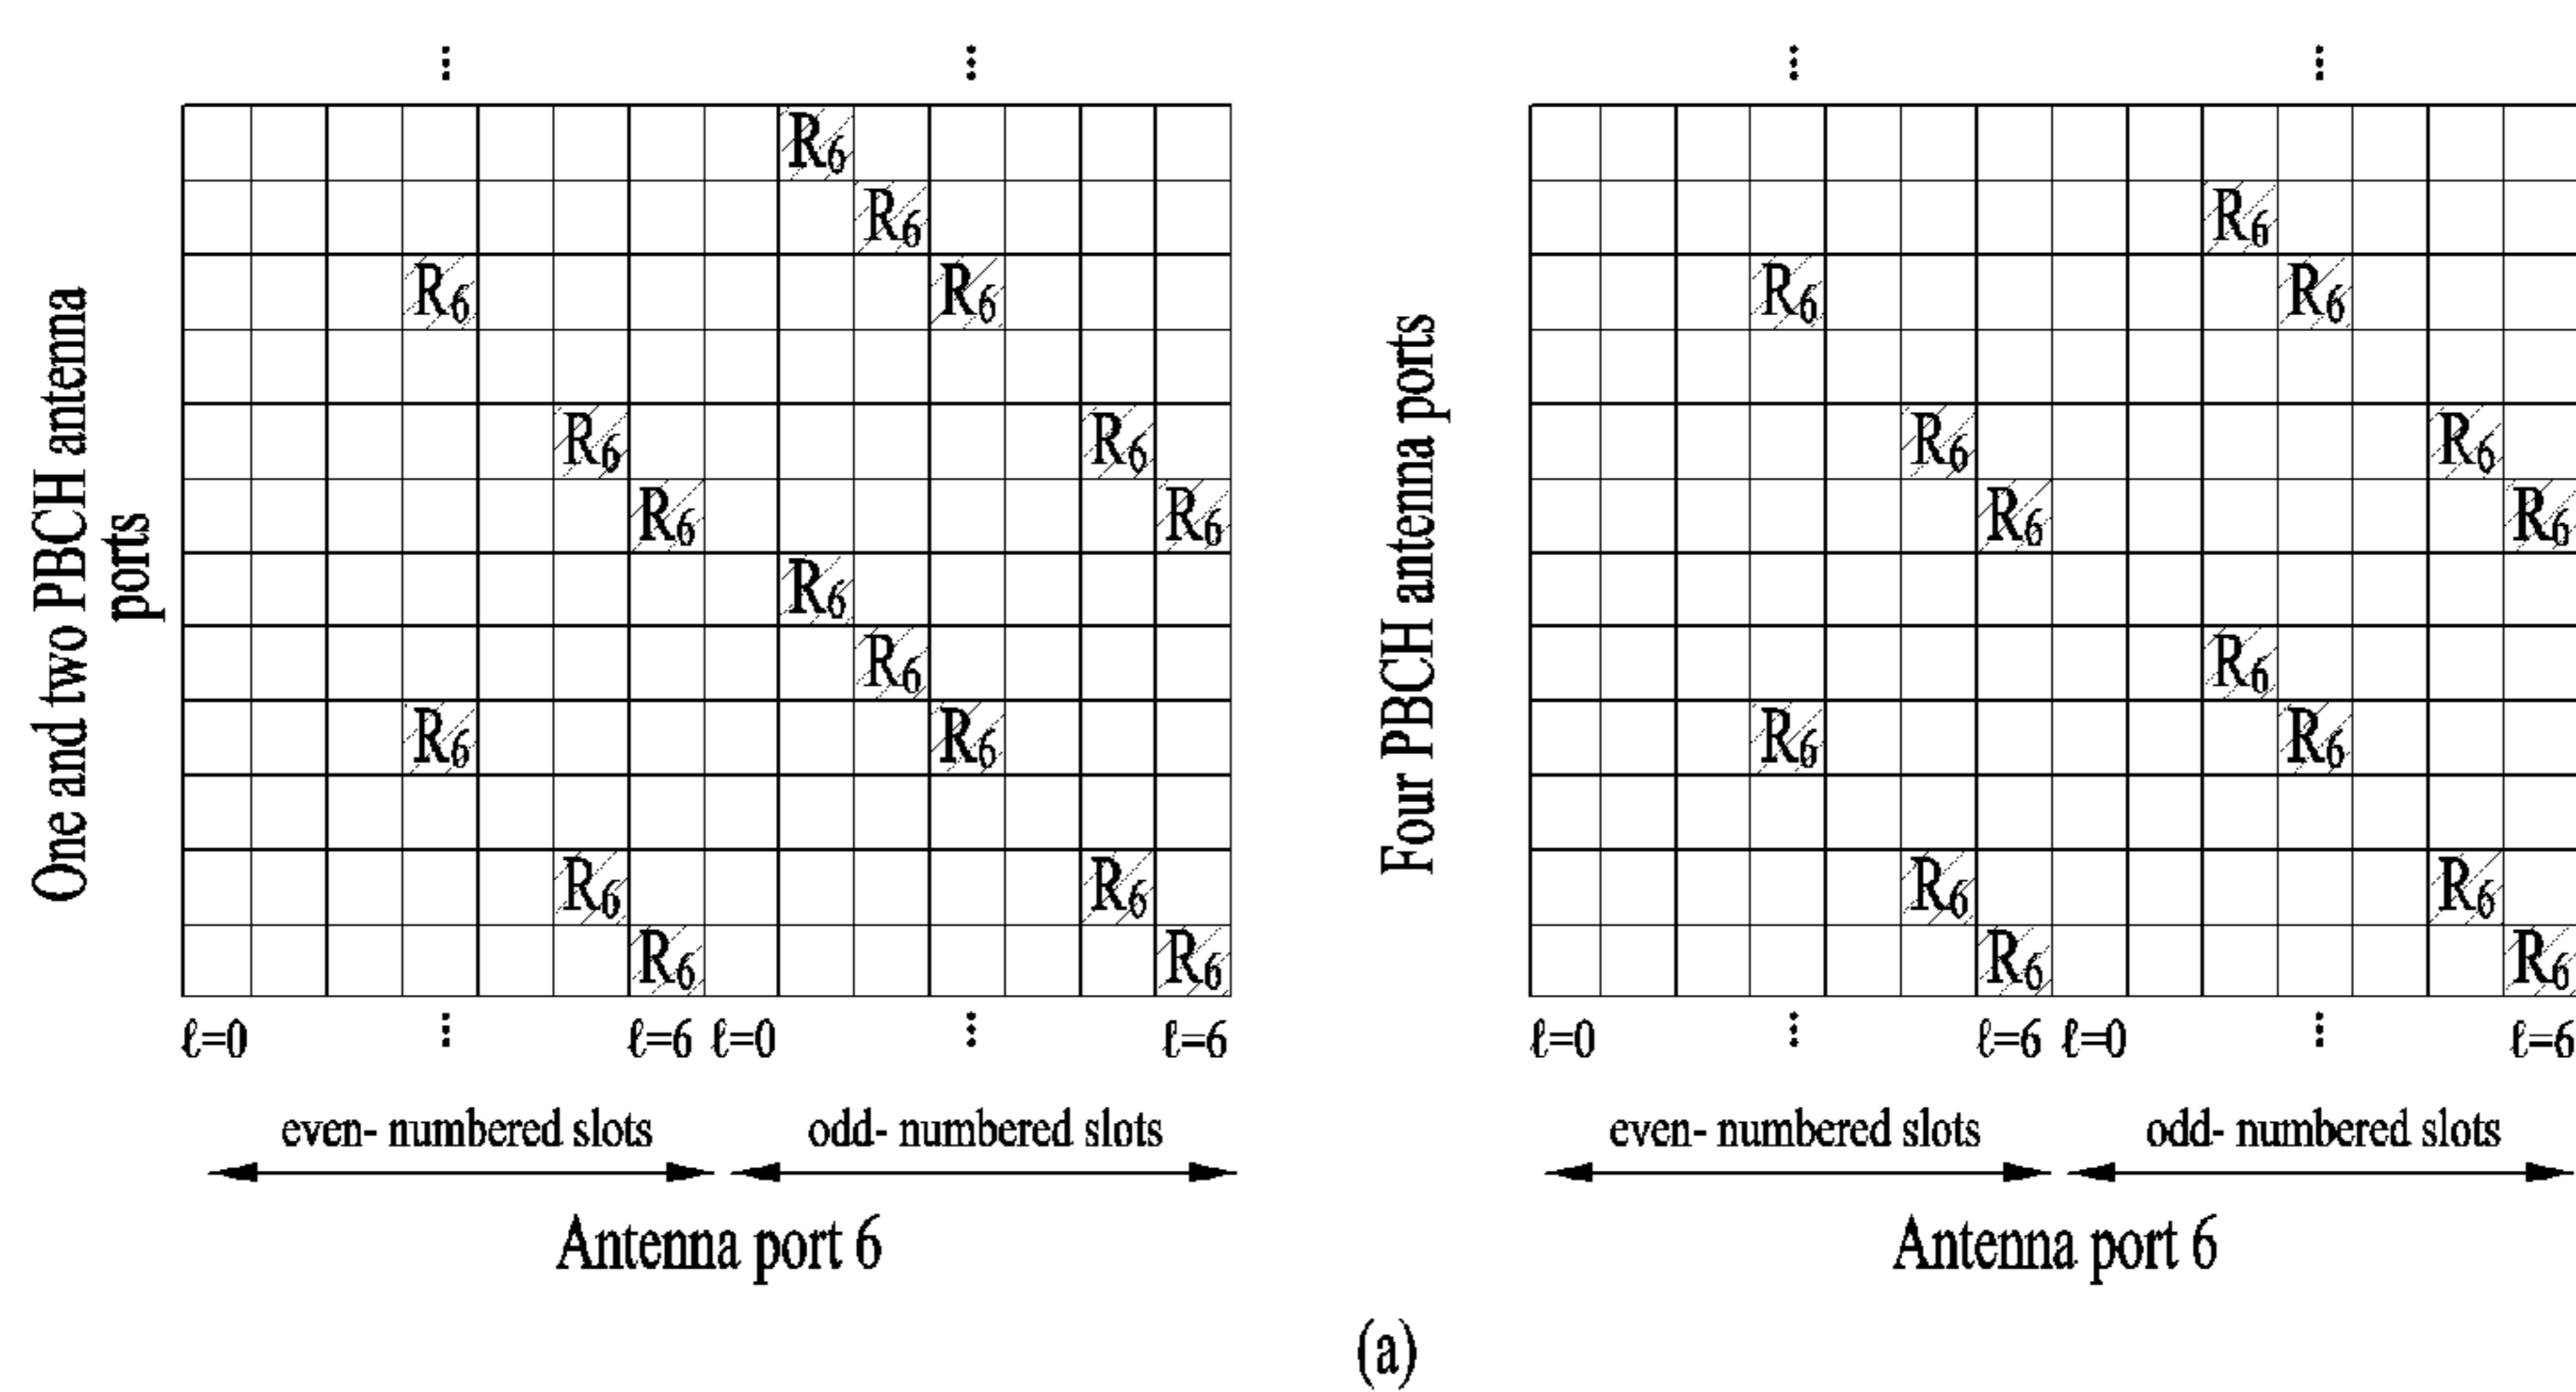 One and two PBCH antenna
ports
R6
R6
R6 R6
R6 R6
R6 R6
R6
R6
R6 R6
R6 R6
R6 R6
ℓ=0 ℓ=6 ℓ=0 ℓ=6
even- numbered slots odd- numbered slots
Antenna port 6
Four PBCH antenna ports
R6
R6 R6
R6 R6
R6 R6
R6
R6 R6
R6 R6
R6 R6
ℓ=0 ℓ=6 ℓ=0 ℓ=6
even- numbered slots odd- numbered slots
Antenna port 6
(a)